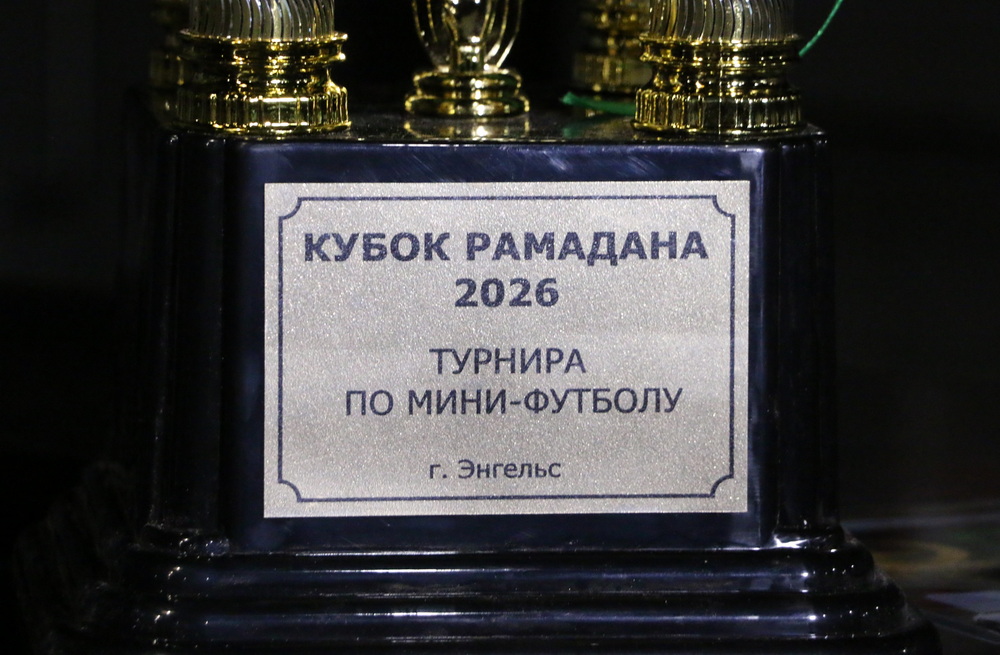 КУБОК РАМАДАНА
2026
ТУРНИРА
ПО МИНИ-ФУТБОЛУ
г. Энгельс